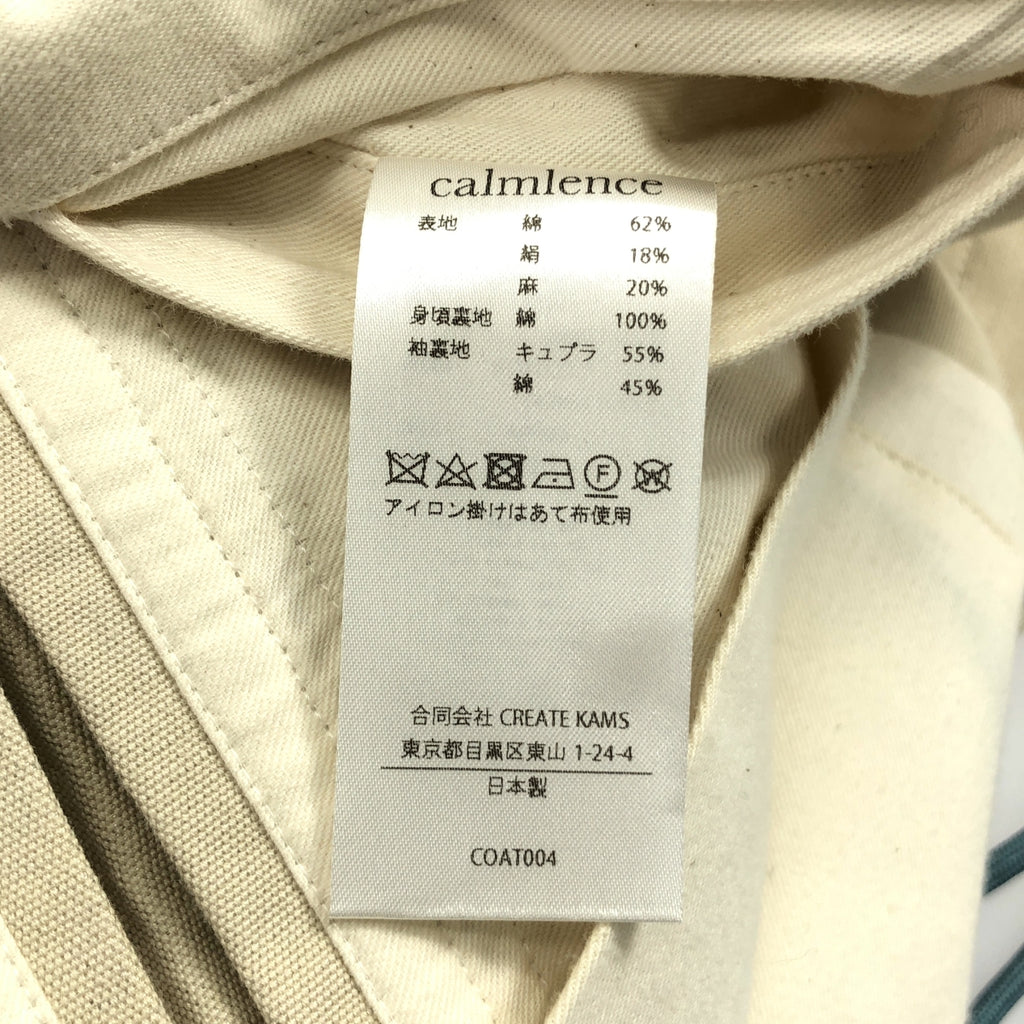 calmlence
表地 綿 62%
絹 18%
麻 20%
身頃裏地 綿 100%
袖裏地 キュプラ 55%
綿 45%
F W
アイロン掛けはあて布使用
合同会社 CREATE KAMS
東京都目黒区東山 1-24-4
日本製
COAT004